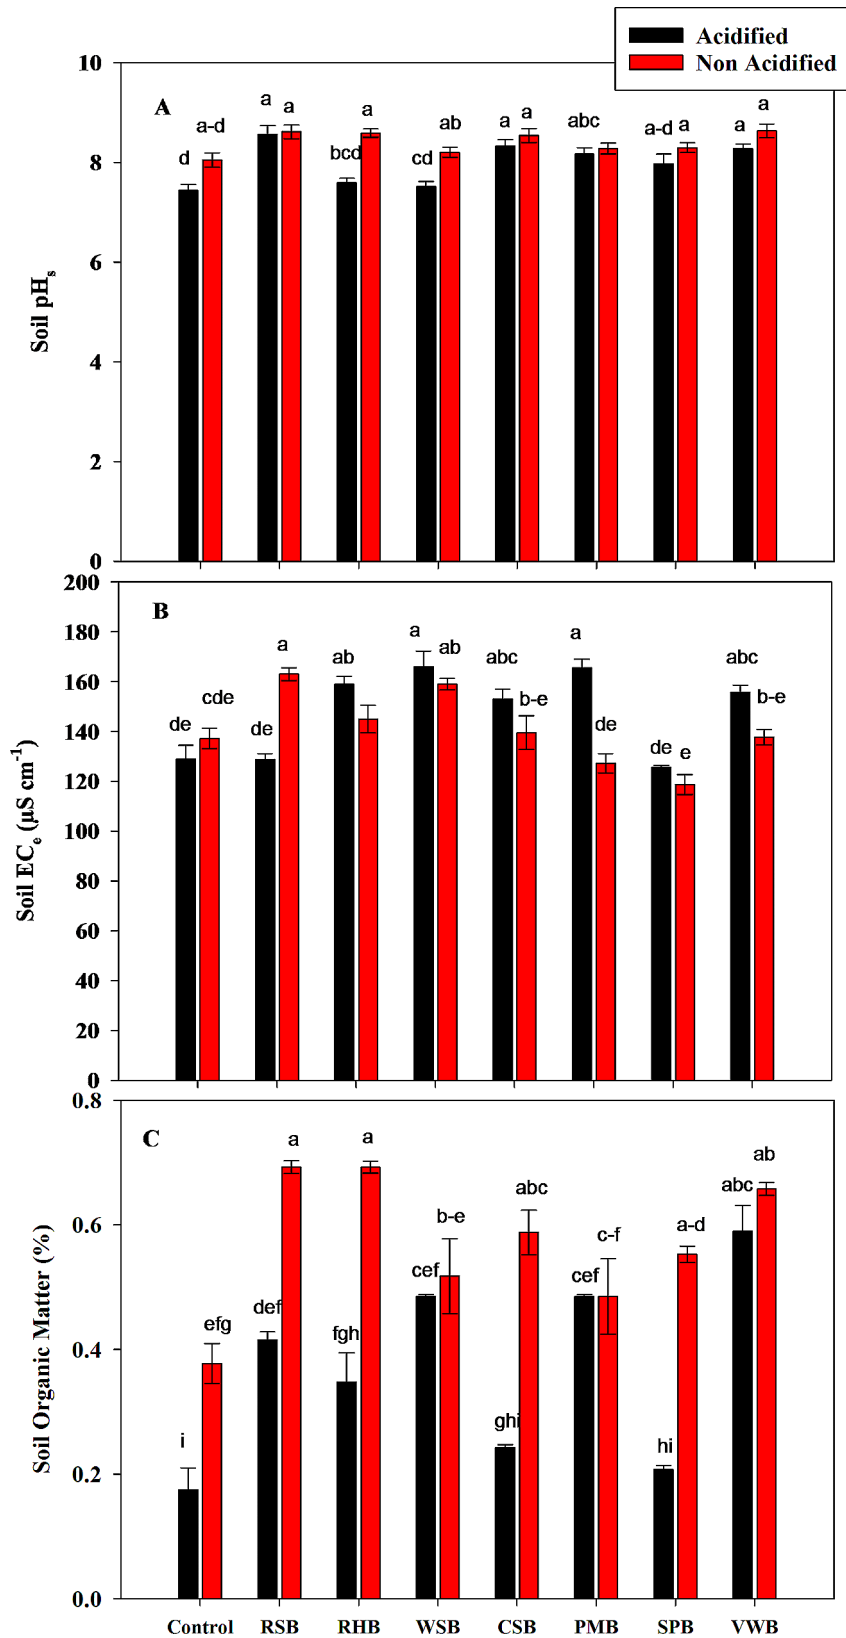 Acidified
Non Acidified
A
10
8
6
4
2
0
Soil pHs
d a-d a a bcd a cd ab a a abc a-d a a a
B
200
180
160
140
120
100
80
60
40
20
0
Soil ECe (µS cm-1)
de cde de a ab a ab abc b-e a de de e abc b-e
C
0.8
0.6
0.4
0.2
0.0
Soil Organic Matter (%)
i efg def a fgh a cef b-e ghi abc cef c-f hi a-d abc ab
Control RSB RHB WSB CSB PMB SPB VWB